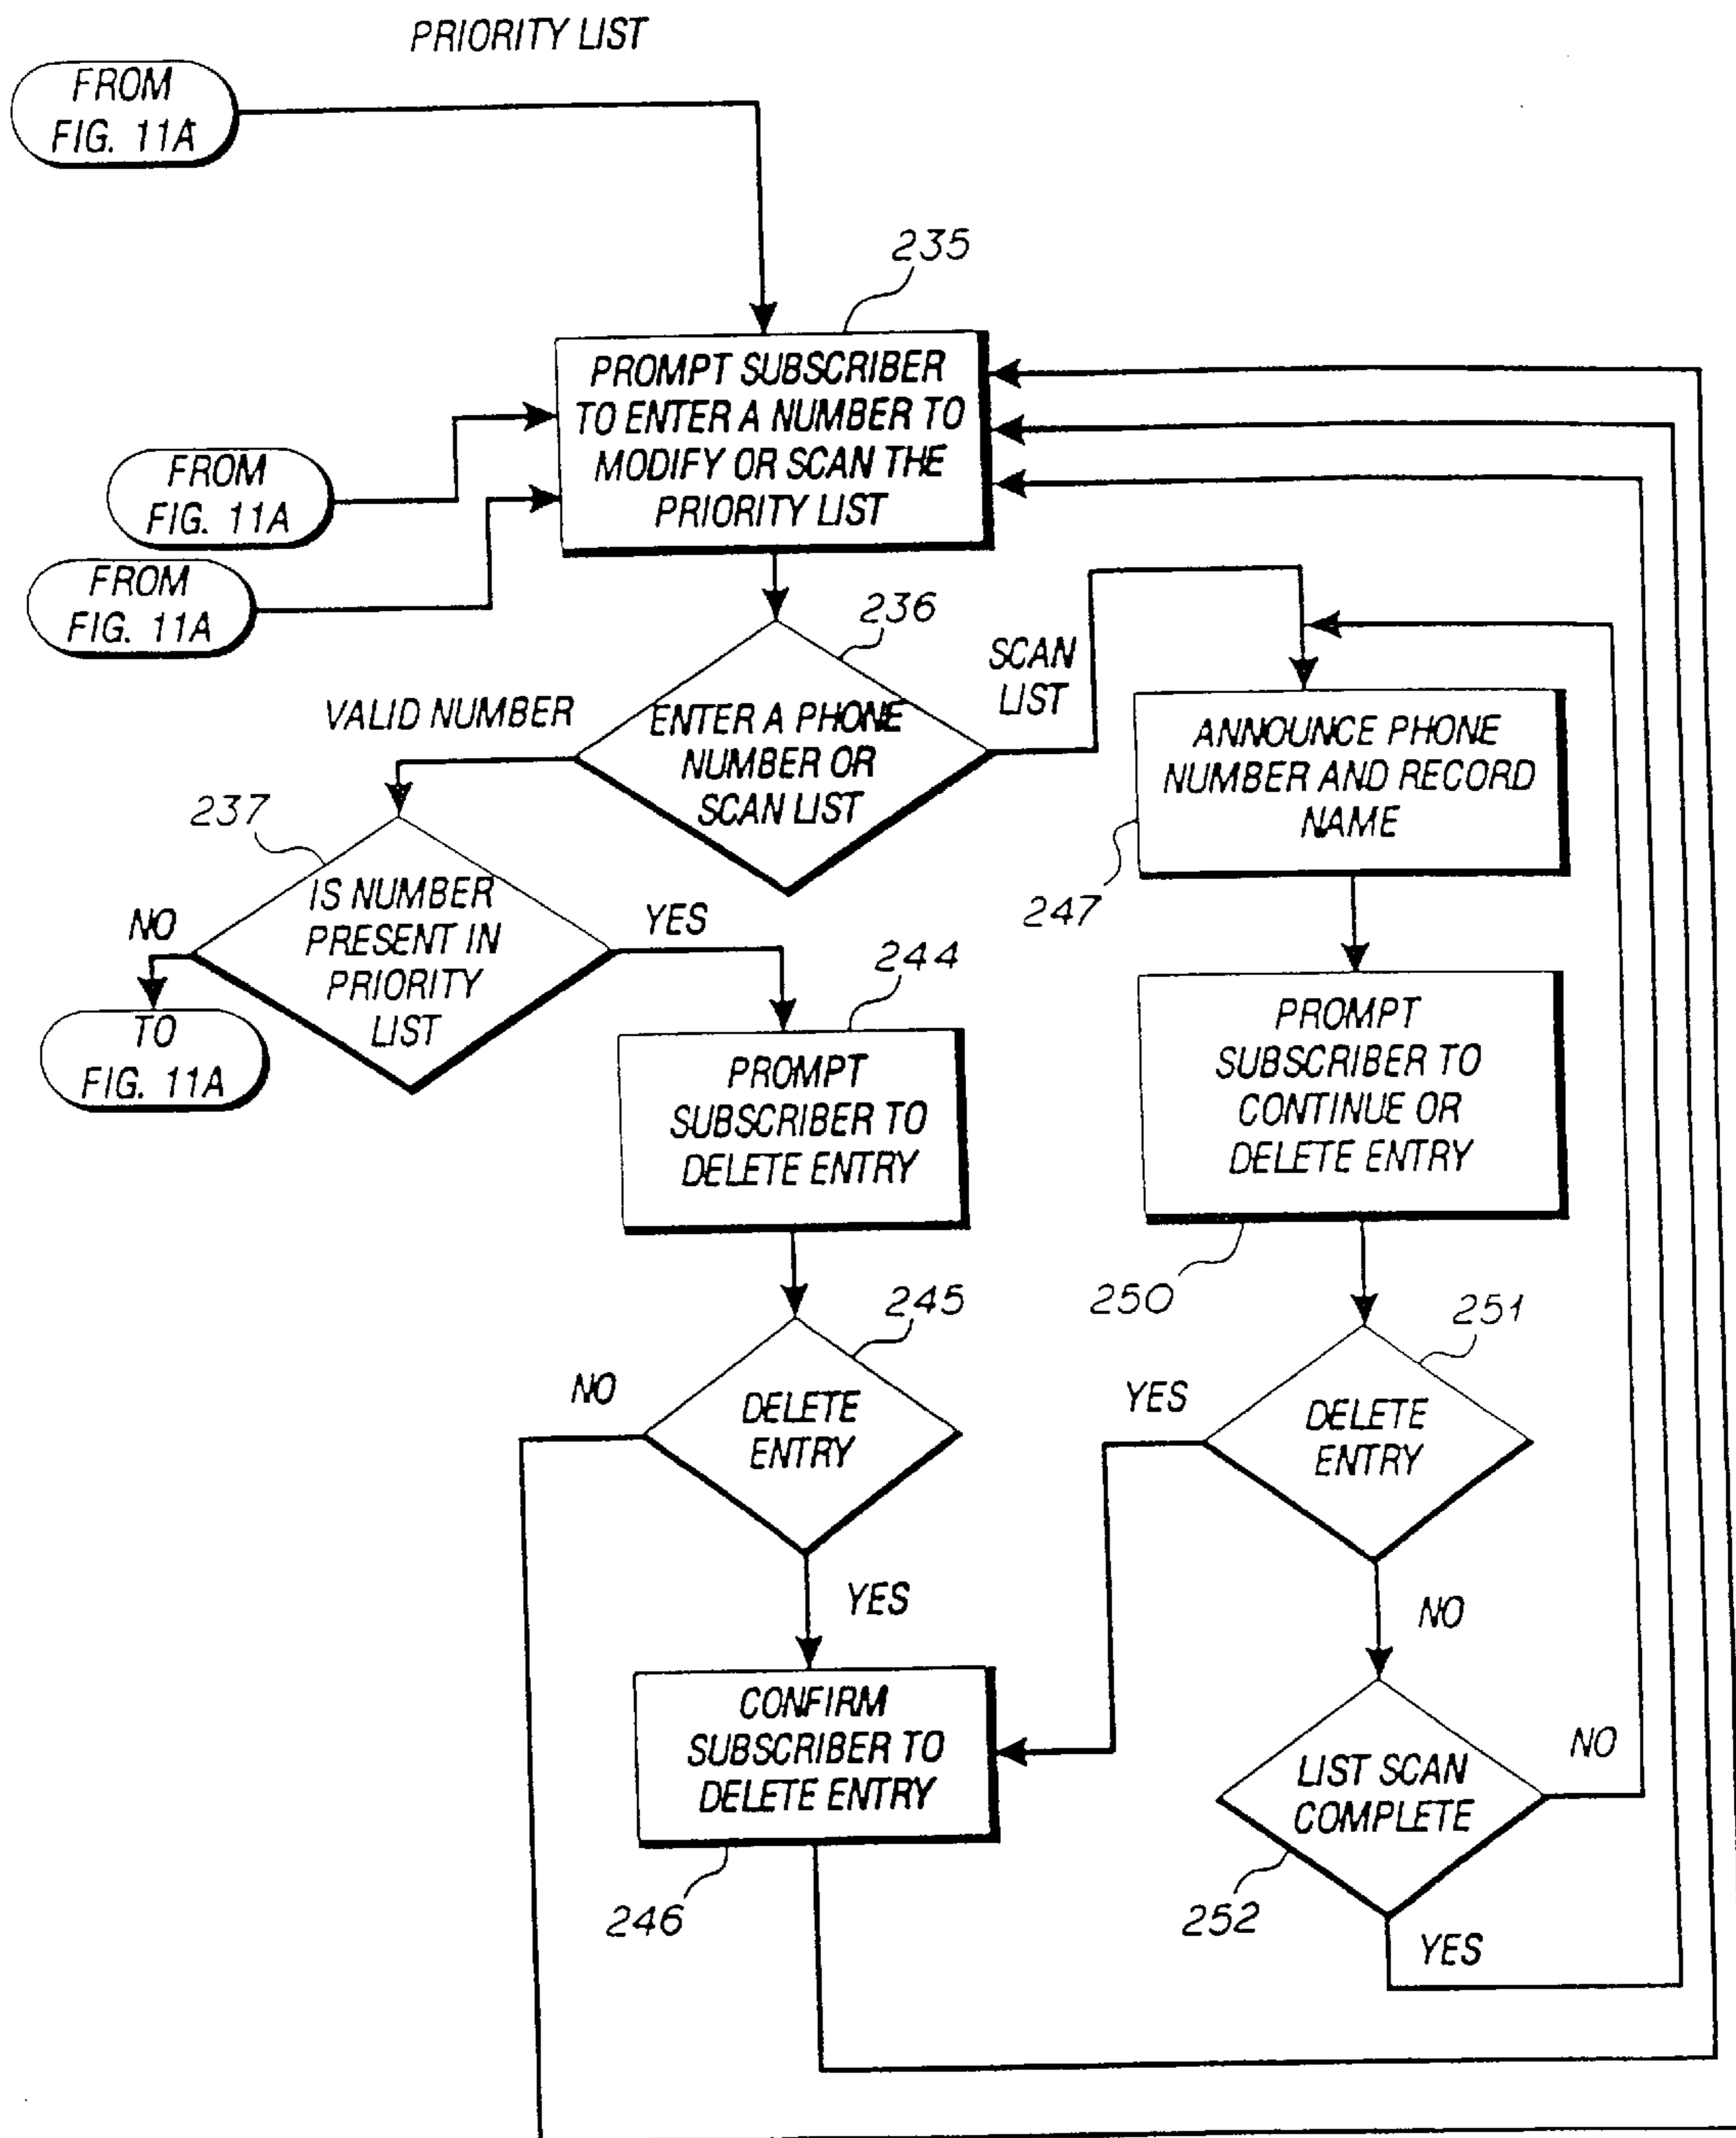 PRIORITY LIST
FROM
FIG. 11A
235
PROMPT SUBSCRIBER
TO ENTER A NUMBER TO
MODIFY OR SCAN THE
PRIORITY LIST
FROM
FIG. 11A
FROM
FIG. 11A
236
ENTER A PHONE
NUMBER OR
SCAN LIST
VALID NUMBER
SCAN
LIST
237
IS NUMBER
PRESENT IN
PRIORITY
LIST
NO
YES
TO
FIG. 11A
ANNOUNCE PHONE
NUMBER AND RECORD
NAME
247
244
PROMPT
SUBSCRIBER TO
DELETE ENTRY
PROMPT
SUBSCRIBER TO
CONTINUE OR
DELETE ENTRY
250
245
DELETE
ENTRY
NO
YES
251
DELETE
ENTRY
YES
NO
CONFIRM
SUBSCRIBER TO
DELETE ENTRY
246
LIST SCAN
COMPLETE
NO
252
YES